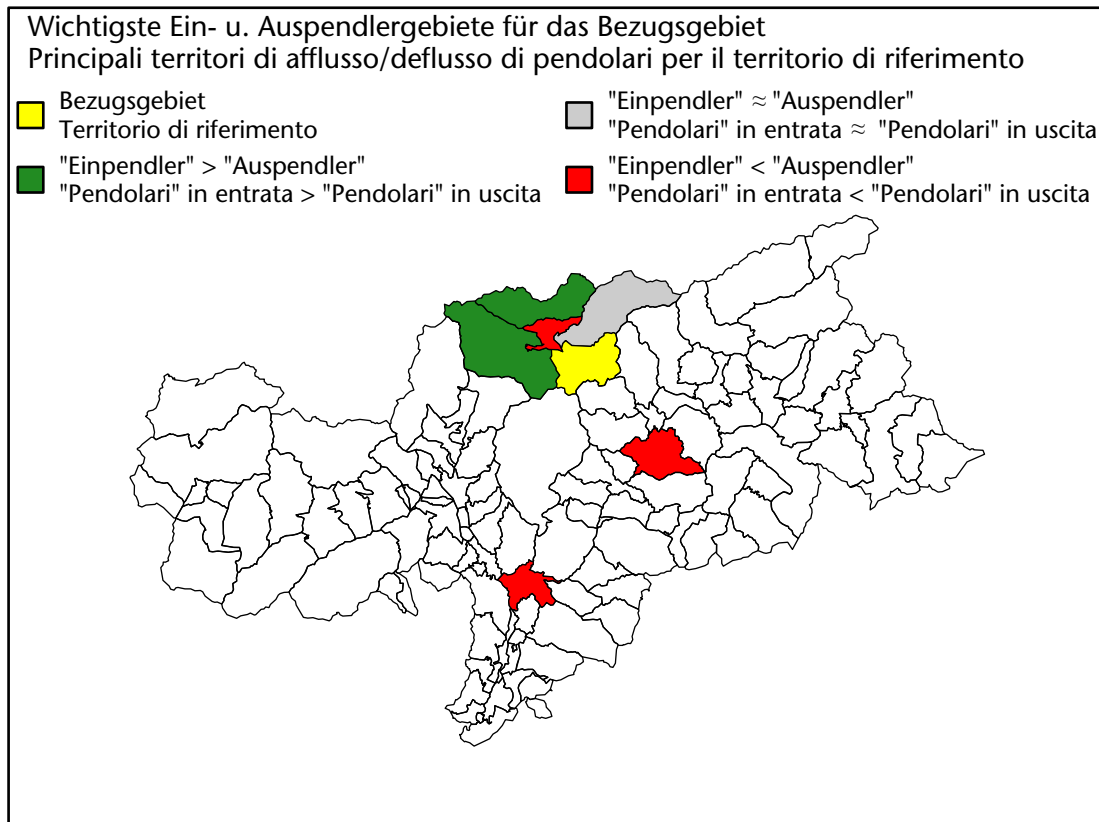 Wichtigste Ein- u. Auspendlergebiete für das Bezugsgebiet
Principali territori di afflusso/deflusso di pendolari per il territorio di riferimento
Bezugsgebiet
Territorio di riferimento
"Einpendler" > "Auspendler"
"Pendolari" in entrata > "Pendolari" in uscita
"Einpendler" ≈ "Auspendler"
"Pendolari" in entrata ≈ "Pendolari" in uscita
"Einpendler" < "Auspendler"
"Pendolari" in entrata < "Pendolari" in uscita